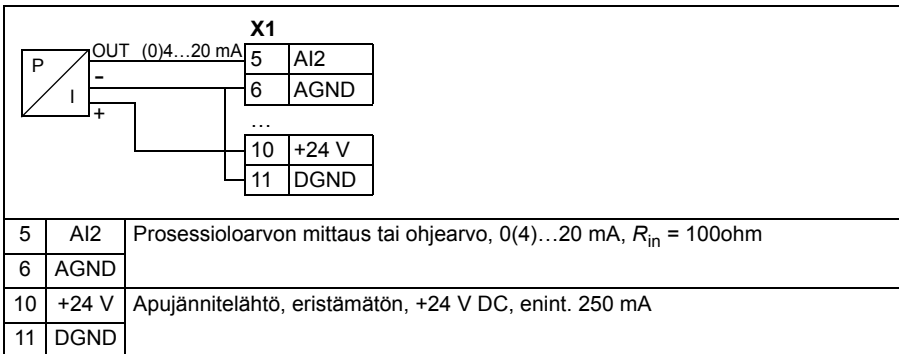 X1
P
I
OUT (0)4…20 mA
-
+
5 AI2
6 AGND
…
10 +24 V
11 DGND
5 AI2 Prosessioloarvon mittaus tai ohjearvo, 0(4)…20 mA, Rin = 100ohm
6 AGND
10 +24 V Apujännitelähtö, eristämätön, +24 V DC, enint. 250 mA
11 DGND